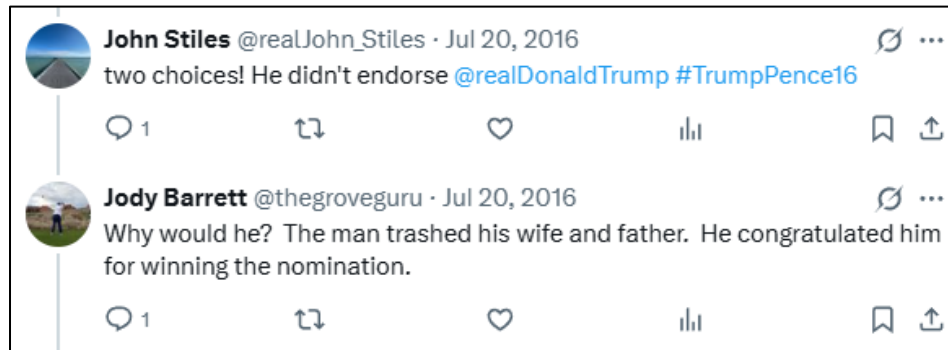 John Stiles @realJohn_Stiles · Jul 20, 2016
two choices! He didn't endorse @realDonaldTrump #TrumpPence16
1
Jody Barrett @thegroveguru · Jul 20, 2016
Why would he?  The man trashed his wife and father.  He congratulated him
for winning the nomination.
1